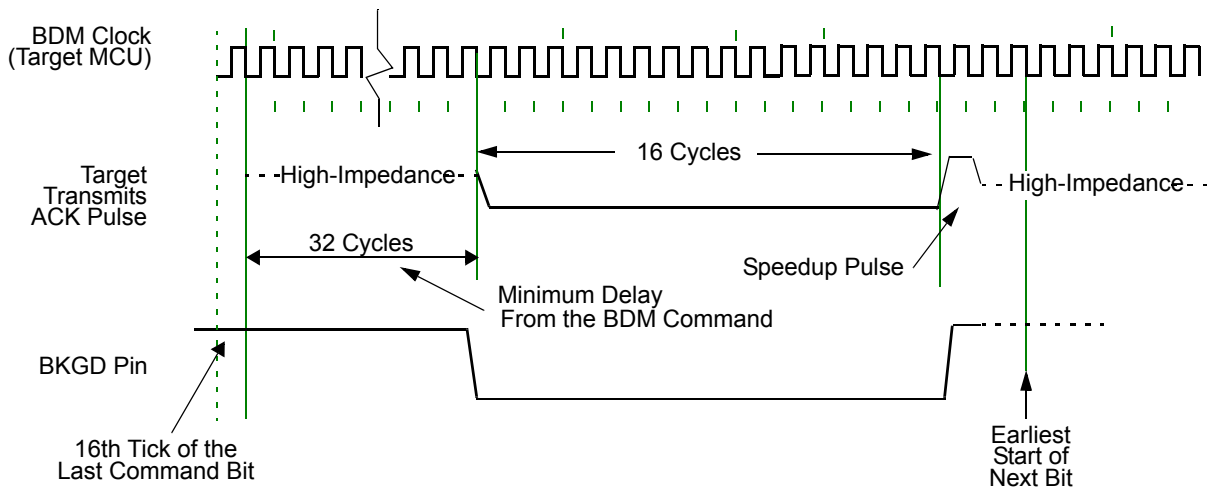 BDM Clock
(Target MCU)
16 Cycles
Target
Transmits
ACK Pulse
High-Impedance
High-Impedance
32 Cycles
Speedup Pulse
Minimum Delay
From the BDM Command
BKGD Pin
16th Tick of the
Last Command Bit
Earliest
Start of
Next Bit